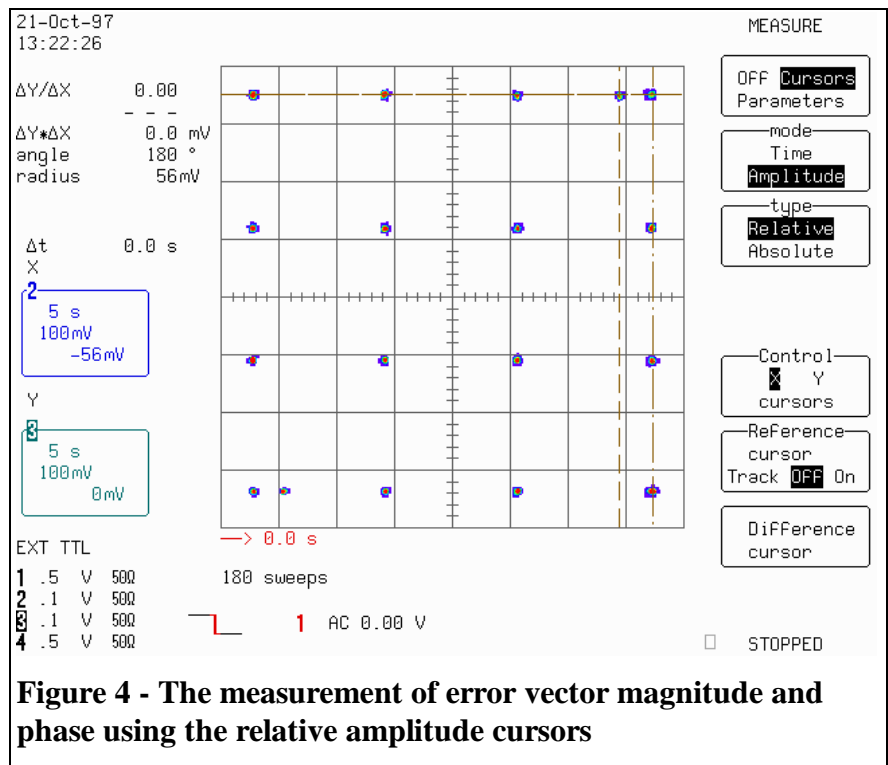 21-Oct-97
13:22:26
ΔY/ΔX 0.00
- - -
ΔY*ΔX 0.0 mV
angle 180 °
radius 56mV
Δt 0.0 s
X
2
5 s
100mV
-56mV
Y
3
5 s
100mV
0mV
EXT TTL
1 .5 V 50Ω
2 .1 V 50Ω
3 .1 V 50Ω
4 .5 V 50Ω
0.0 s
180 sweeps
1 AC 0.00 V
MEASURE
Off Cursors
Parameters
mode
Time
Amplitude
type
Relative
Absolute
Control
X Y
cursors
Reference
cursor
Track Off On
Difference
cursor
STOPPED
Figure 4 - The measurement of error vector magnitude and
phase using the relative amplitude cursors